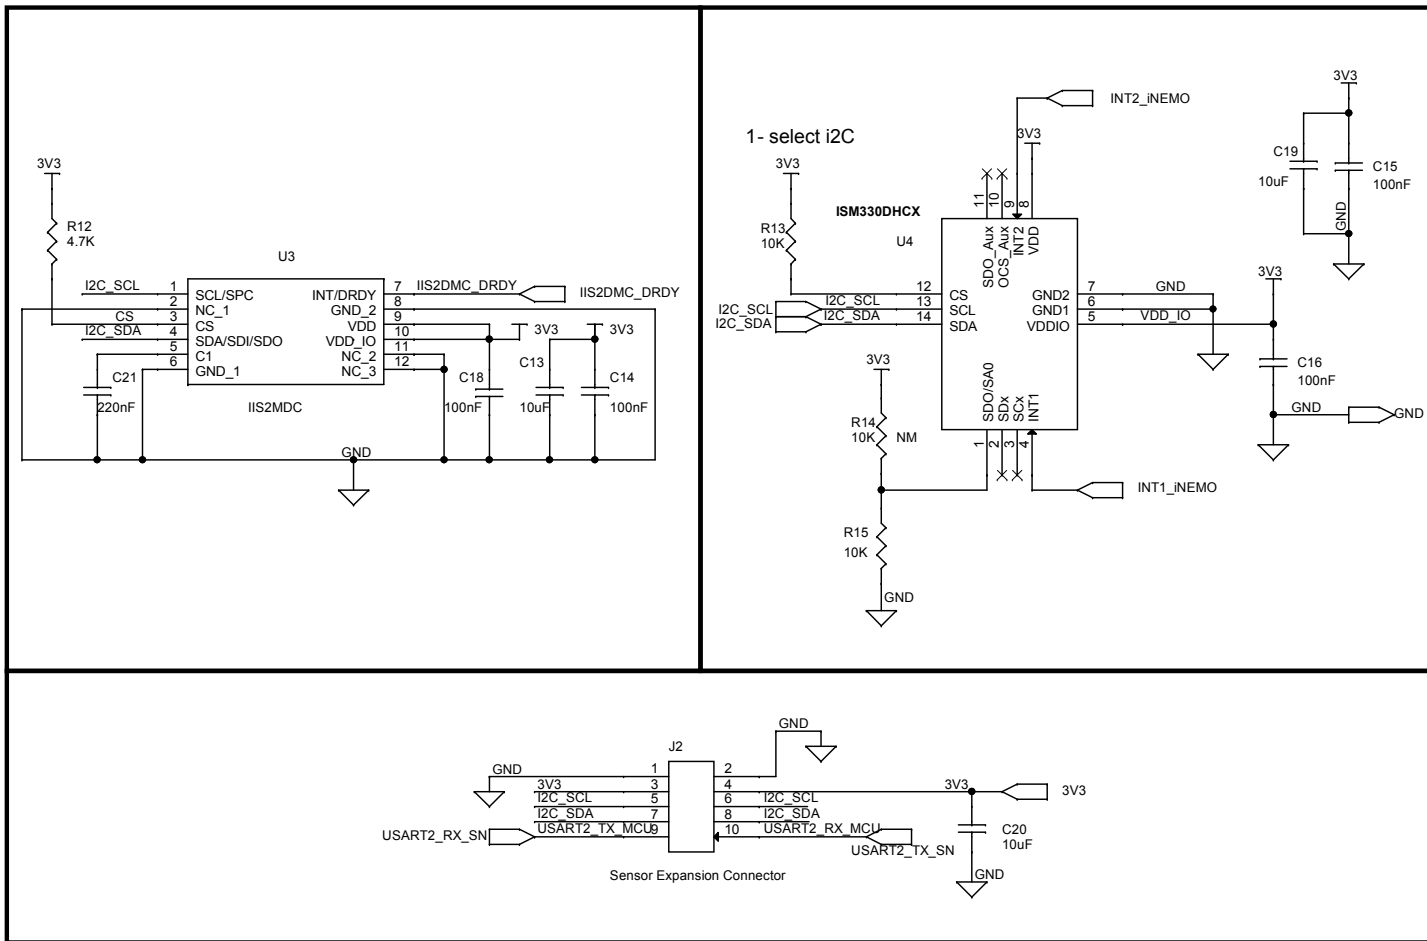 3V3
R12
4.7K
U3
I2C_SCL
1
SCL/SPC
INT/DRDY
7
IIS2DMC_DRDY
IIS2DMC_DRDY
2
NC_1
GND_2
8
CS
3
CS
VDD
9
I2C_SDA
4
SDA/SDI/SDO
VDD_IO
10
3V3
3V3
5
C1
NC_2
11
6
GND_1
NC_3
12
C21
220nF
IIS2MDC
C18
100nF
C13
10uF
C14
100nF
GND
1- select i2C
INT2_iNEMO
3V3
3V3
ISM330DHCX
U4
R13
10K
11
10
9
8
SDO_Aux
OCS_Aux
INT2
VDD
12
CS
GND2
7
GND
I2C_SCL
I2C_SCL
13
SCL
GND1
6
I2C_SDA
I2C_SDA
14
SDA
VDDIO
5
VDD_IO
SDO/SA0
SDx
SCx
INT1
1
2
3
4
INT1_iNEMO
3V3
R14
10K
NM
R15
10K
GND
3V3
C19
10uF
C15
100nF
GND
3V3
C16
100nF
GND
GND
J2
GND
GND
1
2
3V3
3
4
3V3
3V3
I2C_SCL
5
6
I2C_SCL
I2C_SDA
7
8
I2C_SDA
USART2_RX_SN
USART2_TX_MCU
9
10
USART2_RX_MCU
USART2_TX_SN
C20
10uF
GND
Sensor Expansion Connector